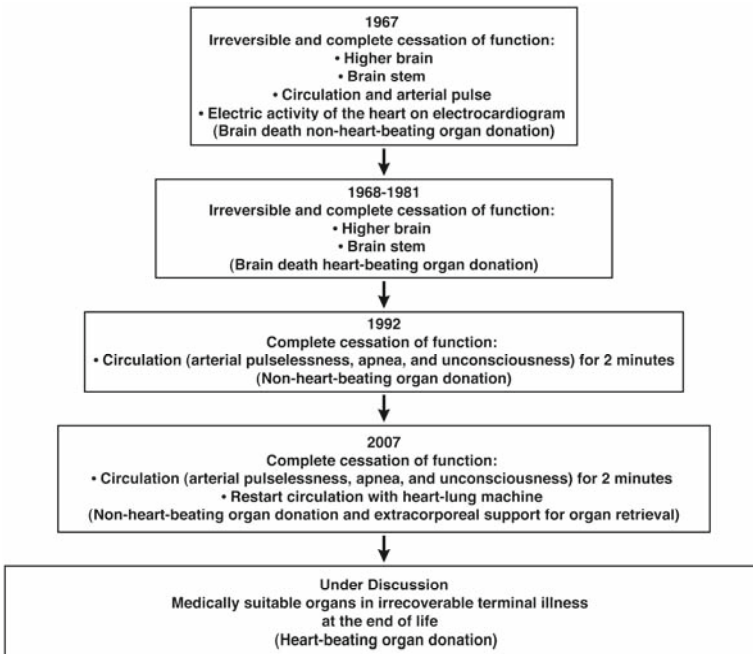 1967
Irreversible and complete cessation of function:
• Higher brain
• Brain stem
• Circulation and arterial pulse
• Electric activity of the heart on electrocardiogram
(Brain death non-heart-beating organ donation)
1968-1981
Irreversible and complete cessation of function:
• Higher brain
• Brain stem
(Brain death heart-beating organ donation)
1992
Complete cessation of function:
• Circulation (arterial pulselessness, apnea, and unconsciousness) for 2 minutes
(Non-heart-beating organ donation)
2007
Complete cessation of function:
• Circulation (arterial pulselessness, apnea, and unconsciousness) for 2 minutes
• Restart circulation with heart-lung machine
(Non-heart-beating organ donation and extracorporeal support for organ retrieval)
Under Discussion
Medically suitable organs in irrecoverable terminal illness
at the end of life
(Heart-beating organ donation)